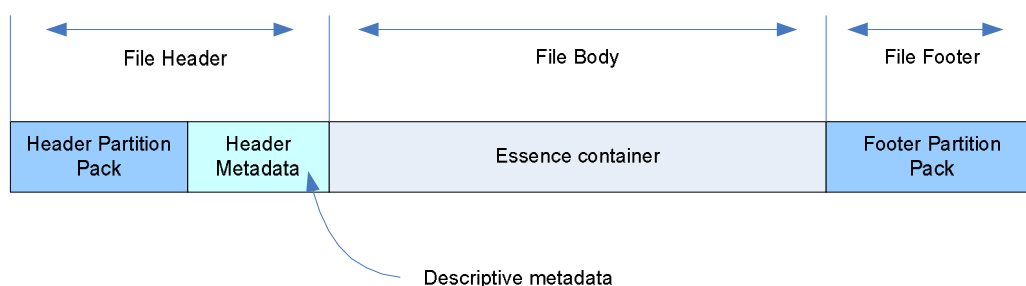 File Header
File Body
File Footer
Header Partition
Pack
Header
Metadata
Essence container
Footer Partition
Pack
Descriptive metadata